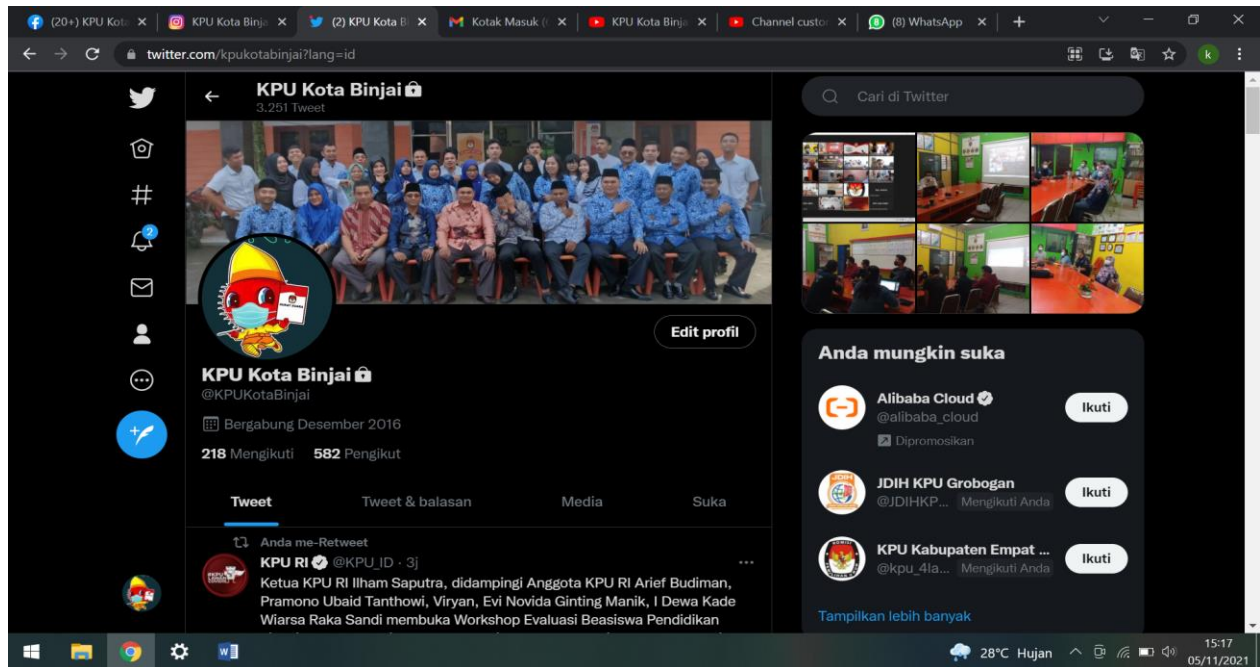 (20+) KPU Kota
KPU Kota Binja
(2) KPU Kota B
Kotak Masuk (
KPU Kota Binja
Channel custo
(8) WhatsApp
twitter.com/kpukotabinjai?lang=id
k
KPU Kota Binjai
3.251 Tweet
2
Edit profil
KPU Kota Binjai
@KPUKotaBinjai
Bergabung Desember 2016
218 Mengikuti 582 Pengikut
Tweet Tweet & balasan Media Suka
Anda me-Retweet
KPU RI @KPU_ID · 3j
Ketua KPU RI Ilham Saputra, didampingi Anggota KPU RI Arief Budiman,
Pramono Ubaid Tanthowi, Viryan, Evi Novida Ginting Manik, I Dewa Kade
Wiarsa Raka Sandi membuka Workshop Evaluasi Beasiswa Pendidikan
Cari di Twitter
Anda mungkin suka
Alibaba Cloud
@alibaba_cloud
Dipromosikan
Ikuti
JDIH KPU Grobogan
@JDIHKP... Mengikuti Anda
Ikuti
KPU Kabupaten Empat ...
@kpu_4la... Mengikuti Anda
Ikuti
Tampilkan lebih banyak
28°C Hujan
15:17
05/11/2021